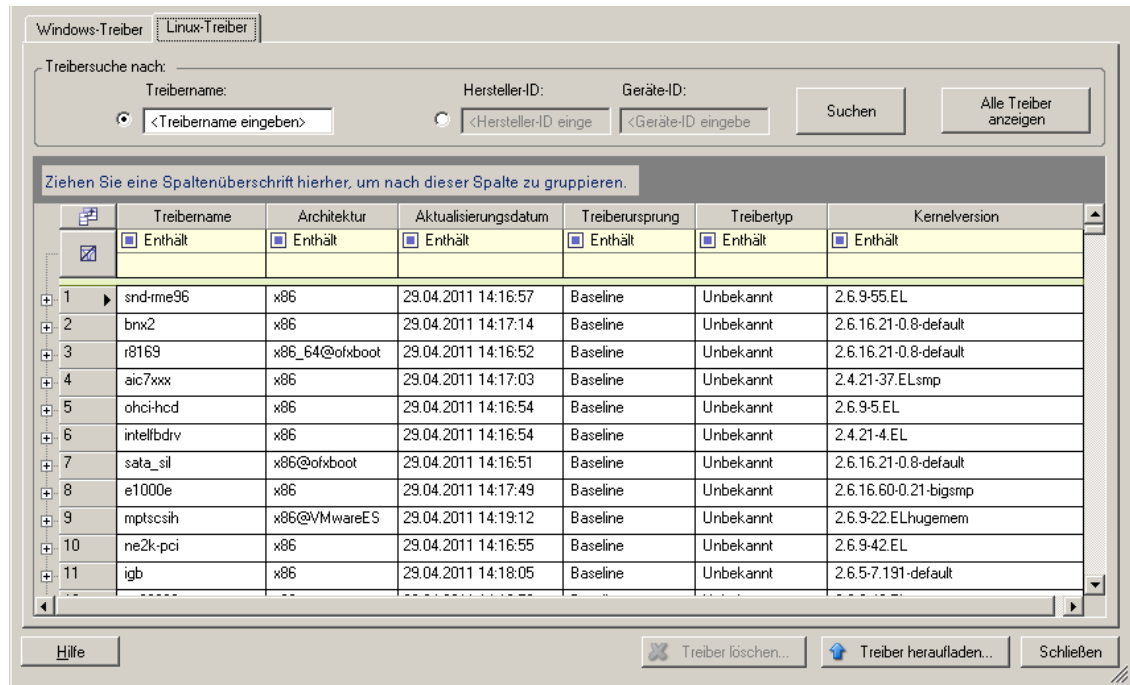 Windows-Treiber Linux-Treiber
Treibersuche nach:
Treibername: Hersteller-ID: Geräte-ID:
<Treibername eingeben> <Hersteller-ID einge <Geräte-ID eingebe Suchen Alle Treiber anzeigen
Ziehen Sie eine Spaltenüberschrift hierher, um nach dieser Spalte zu gruppieren.
Treibername Architektur Aktualisierungsdatum Treiberursprung Treibertyp Kernelversion
Enthält Enthält Enthält Enthält Enthält Enthält
1 snd-rme96 x86 29.04.2011 14:16:57 Baseline Unbekannt 2.6.9-55.EL
2 bnx2 x86 29.04.2011 14:17:14 Baseline Unbekannt 2.6.16.21-0.8-default
3 r8169 x86_64@ofxboot 29.04.2011 14:16:52 Baseline Unbekannt 2.6.16.21-0.8-default
4 aic7xxx x86 29.04.2011 14:17:03 Baseline Unbekannt 2.4.21-37.ELsmp
5 ohci-hcd x86 29.04.2011 14:16:54 Baseline Unbekannt 2.6.9-5.EL
6 intelfbdrv x86 29.04.2011 14:16:54 Baseline Unbekannt 2.4.21-4.EL
7 sata_sil x86@ofxboot 29.04.2011 14:16:51 Baseline Unbekannt 2.6.16.21-0.8-default
8 e1000e x86 29.04.2011 14:17:49 Baseline Unbekannt 2.6.16.60-0.21-bigsmp
9 mptscsih x86@VMwareES 29.04.2011 14:19:12 Baseline Unbekannt 2.6.9-22.ELhugemem
10 ne2k-pci x86 29.04.2011 14:16:55 Baseline Unbekannt 2.6.9-42.EL
11 igb x86 29.04.2011 14:18:05 Baseline Unbekannt 2.6.5-7.191-default
Hilfe Treiber löschen... Treiber heraufladen... Schließen